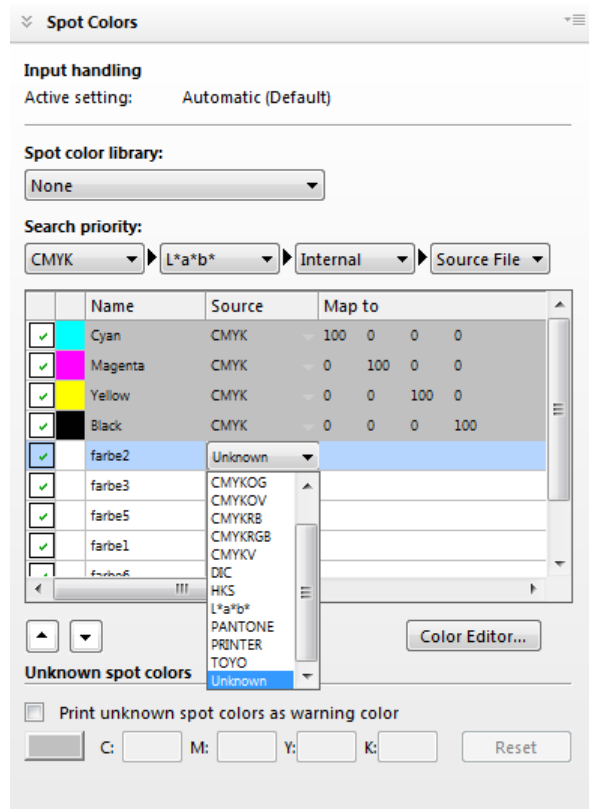 Spot Colors
Input handling
Active setting: Automatic (Default)
Spot color library:
None
Search priority:
CMYK L*a*b* Internal Source File
Name Source Map to
Cyan CMYK 100 0 0 0
Magenta CMYK 0 100 0 0
Yellow CMYK 0 0 100 0
Black CMYK 0 0 0 100
farbe2 Unknown
farbe3
farbe5
farbe1
farbe6
CMYKOG
CMYKOV
CMYKRB
CMYKRGB
CMYKV
DIC
HKS
L*a*b*
PANTONE
PRINTER
TOYO
Unknown
Color Editor...
Unknown spot colors
Print unknown spot colors as warning color
C: M: Y: K: Reset